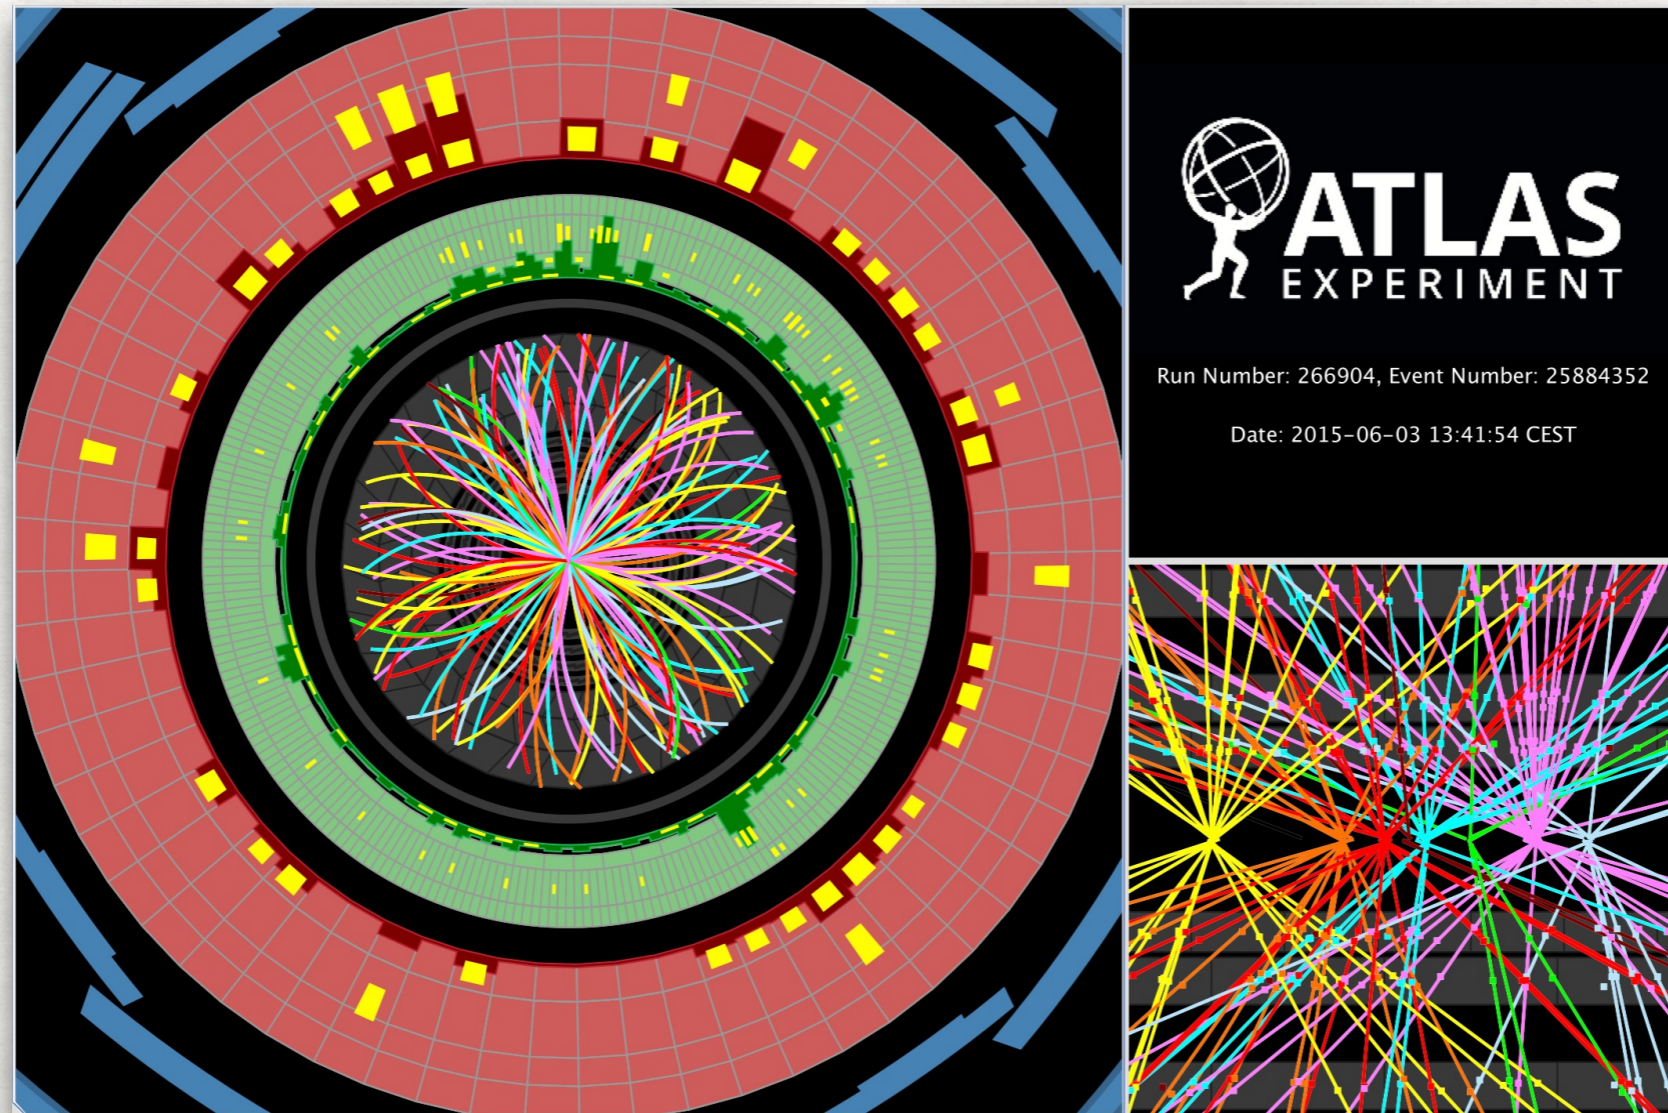 ATLAS
EXPERIMENT
Run Number: 266904, Event Number: 25884352
Date: 2015-06-03 13:41:54 CEST